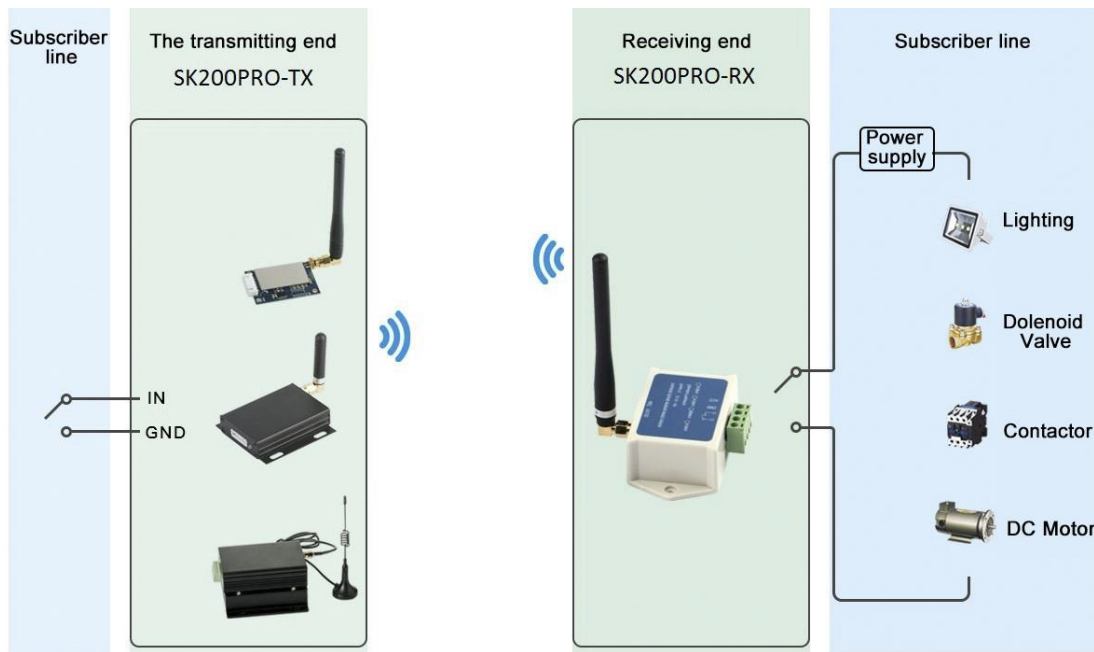 Subscriber
line
The transmitting end
SK200PRO-TX
Receiving end
SK200PRO-RX
Subscriber line
Power
supply
Lighting
Dolenoid
Valve
IN
GND
Contactor
DC Motor